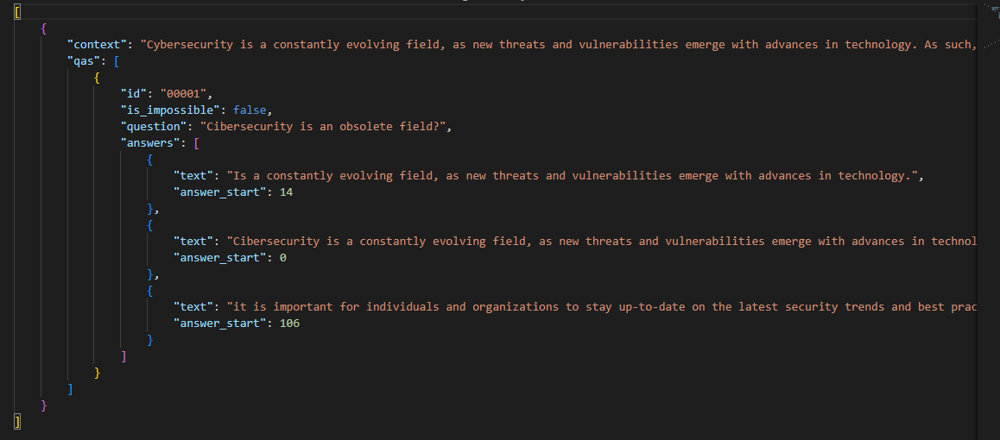 [
{
"context": "Cybersecurity is a constantly evolving field, as new threats and vulnerabilities emerge with advances in technology. As such,
"qas": [
{
"id": "00001",
"is_impossible": false,
"question": "Cibersecurity is an obsolete field?",
"answers": [
{
"text": "Is a constantly evolving field, as new threats and vulnerabilities emerge with advances in technology.",
"answer_start": 14
},
{
"text": "Cibersecurity is a constantly evolving field, as new threats and vulnerabilities emerge with advances in technol
"answer_start": 0
},
{
"text": "it is important for individuals and organizations to stay up-to-date on the latest security trends and best prac
"answer_start": 106
}
]
}
]
}
]